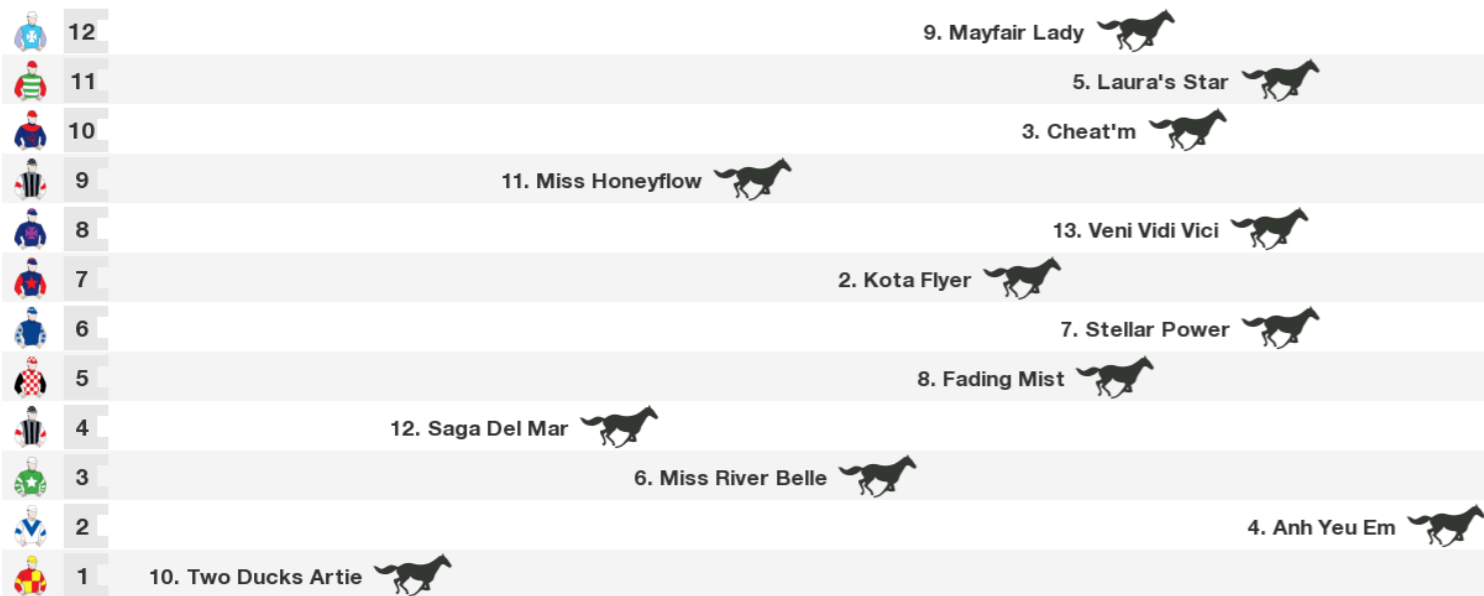 12 9. Mayfair Lady
11 5. Laura's Star
10 3. Cheat'm
9 11. Miss Honeyflow
8 13. Veni Vidi Vici
7 2. Kota Flyer
6 7. Stellar Power
5 8. Fading Mist
4 12. Saga Del Mar
3 6. Miss River Belle
2 4. Anh Yeu Em
1 10. Two Ducks Artie